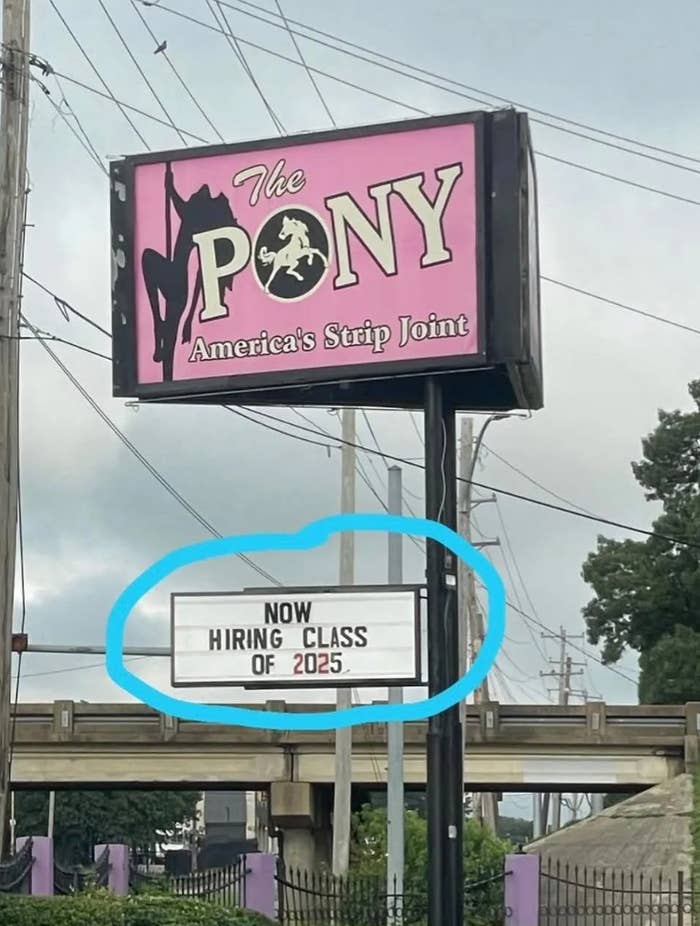 The
PONY
America's Strip Joint
NOW
HIRING CLASS
OF 2025